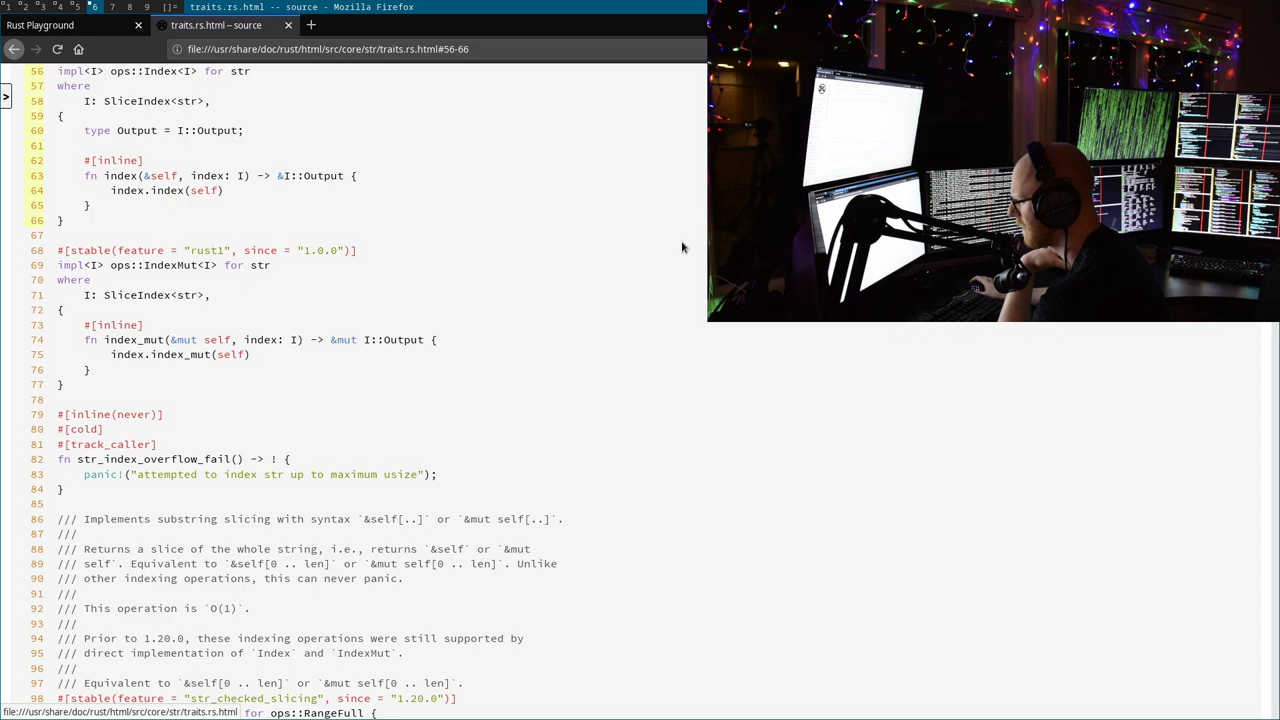 1 2 3 4 5 6 7 8 9 []= traits.rs.html -- source - Mozilla Firefox
Rust Playground × traits.rs.html -- source × +
file:///usr/share/doc/rust/html/src/core/str/traits.rs.html#56-66
>
56 impl<I> ops::Index<I> for str
57 where
58 I: SliceIndex<str>,
59 {
60 type Output = I::Output;
61
62 #[inline]
63 fn index(&self, index: I) -> &I::Output {
64 index.index(self)
65 }
66 }
67
68 #[stable(feature = "rust1", since = "1.0.0")]
69 impl<I> ops::IndexMut<I> for str
70 where
71 I: SliceIndex<str>,
72 {
73 #[inline]
74 fn index_mut(&mut self, index: I) -> &mut I::Output {
75 index.index_mut(self)
76 }
77 }
78
79 #[inline(never)]
80 #[cold]
81 #[track_caller]
82 fn str_index_overflow_fail() -> ! {
83 panic!("attempted to index str up to maximum usize");
84 }
85
86 /// Implements substring slicing with syntax `&self[..]` or `&mut self[..]`.
87 ///
88 /// Returns a slice of the whole string, i.e., returns `&self` or `&mut
89 /// self`. Equivalent to `&self[0 .. len]` or `&mut self[0 .. len]`. Unlike
90 /// other indexing operations, this can never panic.
91 ///
92 /// This operation is `O(1)`.
93 ///
94 /// Prior to 1.20.0, these indexing operations were still supported by
95 /// direct implementation of `Index` and `IndexMut`.
96 ///
97 /// Equivalent to `&self[0 .. len]` or `&mut self[0 .. len]`.
98 #[stable(feature = "str_checked_slicing", since = "1.20.0")]
file:///usr/share/doc/rust/html/src/core/str/traits.rs.html for ops::RangeFull {